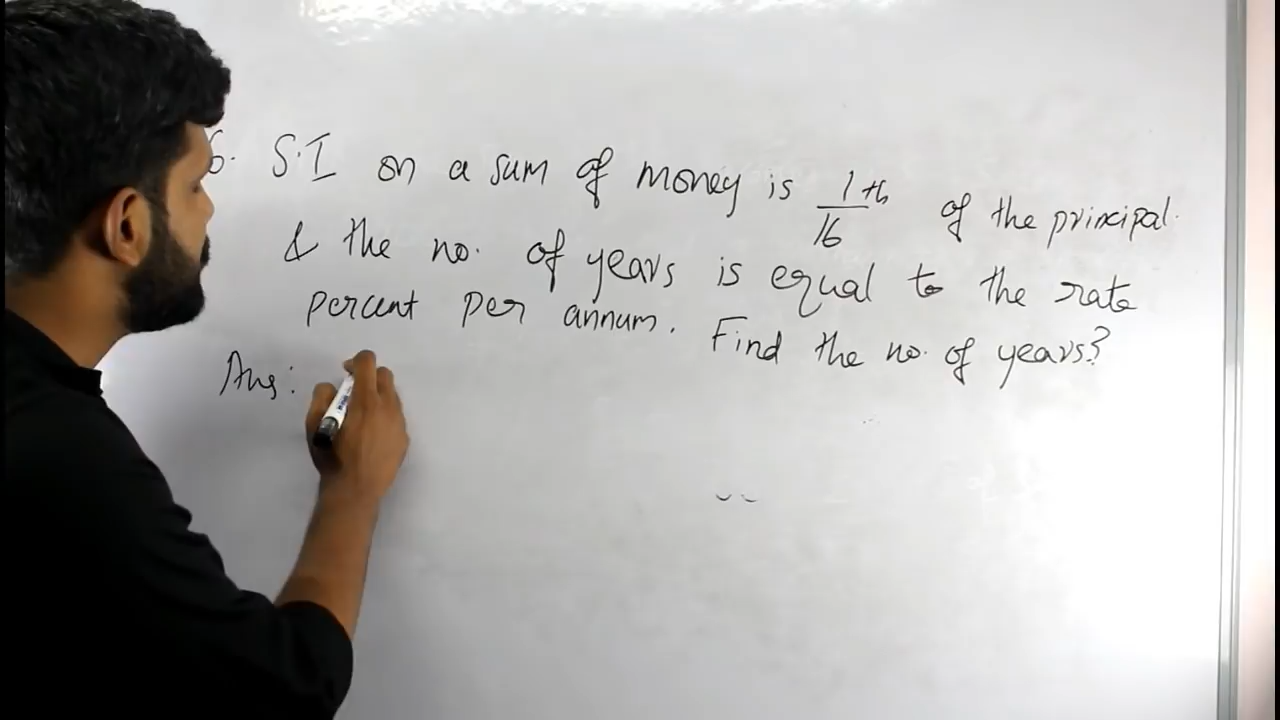 6. S.I on a sum of money is 1/16 th of the principal.
& the no. of years is equal to the rate
percent per annum. Find the no. of years?
Ans: